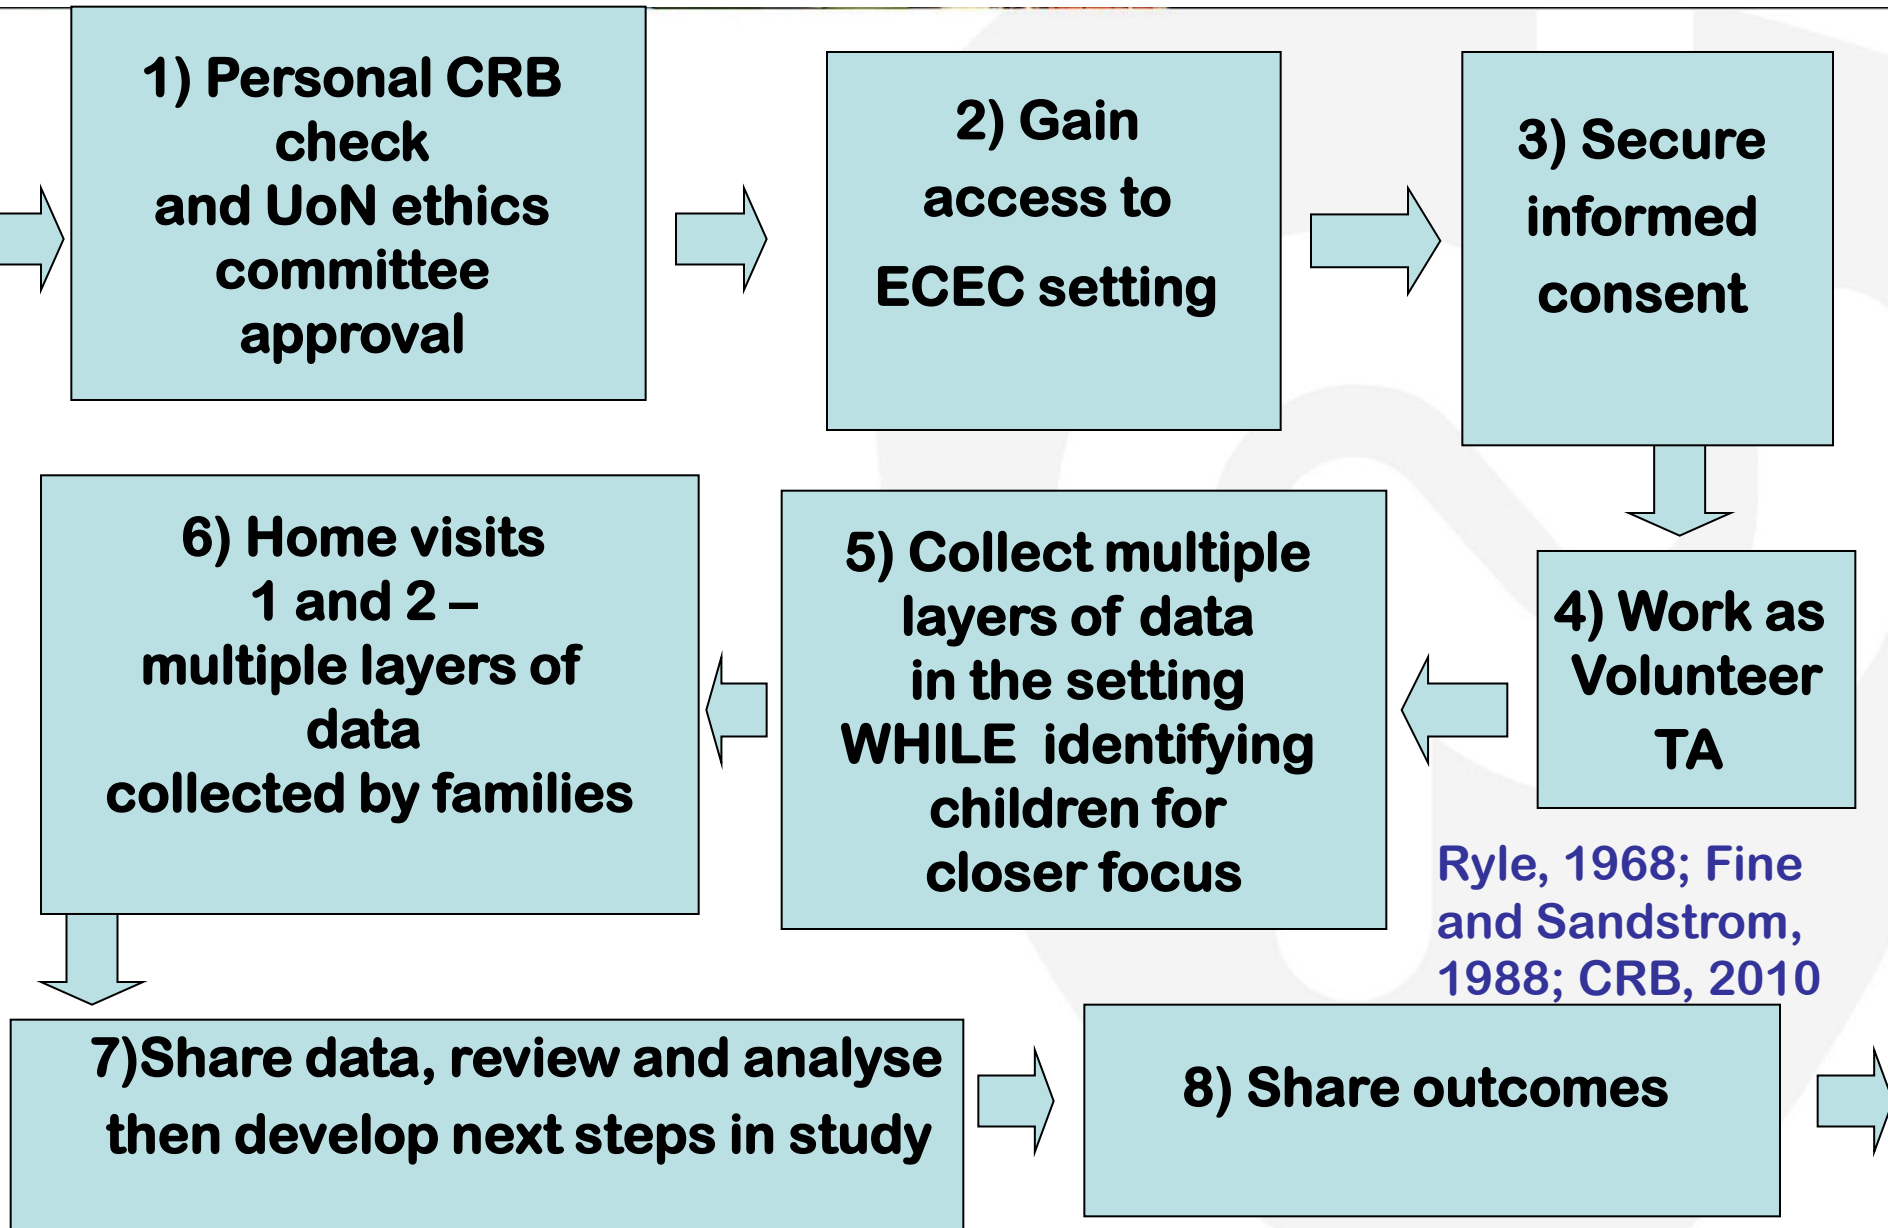 1) Personal CRB
check
and UoN ethics
committee
approval
2) Gain
access to
ECEC setting
3) Secure
informed
consent
4) Work as
Volunteer
TA
5) Collect multiple
layers of data
in the setting
WHILE identifying
children for
closer focus
6) Home visits
1 and 2 –
multiple layers of
data
collected by families
Ryle, 1968; Fine
and Sandstrom,
1988; CRB, 2010
7)Share data, review and analyse
then develop next steps in study
8) Share outcomes